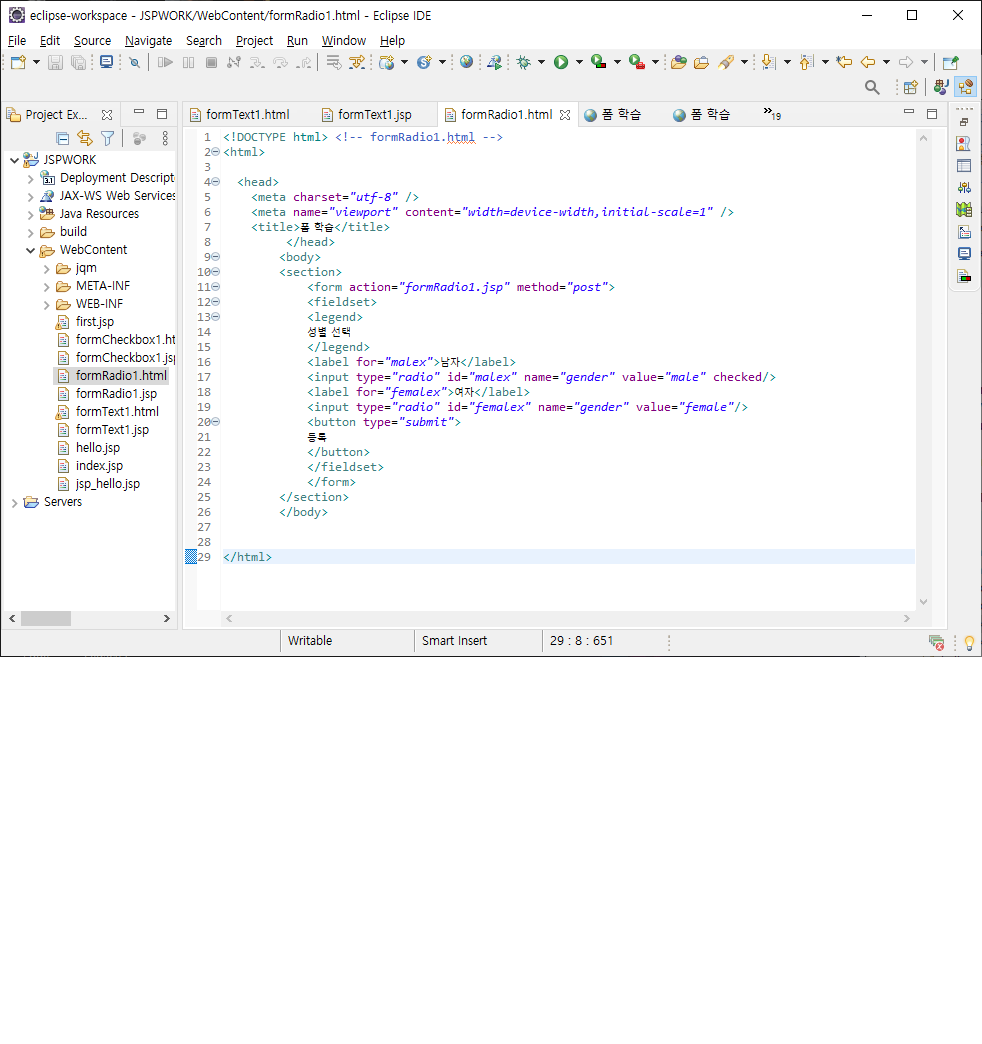 eclipse-workspace - JSPWORK/WebContent/formRadio1.html - Eclipse IDE
File Edit Source Navigate Search Project Run Window Help
Project Ex...
formText1.html formText1.jsp formRadio1.html 폼 학습 폼 학습 »19
JSPWORK
Deployment Descript
JAX-WS Web Services
Java Resources
build
WebContent
jqm
META-INF
WEB-INF
first.jsp
formCheckbox1.ht
formCheckbox1.jsp
formRadio1.html
formRadio1.jsp
formText1.html
formText1.jsp
hello.jsp
index.jsp
jsp_hello.jsp
Servers
1 <!DOCTYPE html> <!-- formRadio1.html -->
2 <html>
3
4 <head>
5 <meta charset="utf-8" />
6 <meta name="viewport" content="width=device-width,initial-scale=1" />
7 <title>폼 학습</title>
8 </head>
9 <body>
10 <section>
11 <form action="formRadio1.jsp" method="post">
12 <fieldset>
13 <legend>
14 성별 선택
15 </legend>
16 <label for="malex">남자</label>
17 <input type="radio" id="malex" name="gender" value="male" checked/>
18 <label for="femalex">여자</label>
19 <input type="radio" id="femalex" name="gender" value="female"/>
20 <button type="submit">
21 등록
22 </button>
23 </fieldset>
24 </form>
25 </section>
26 </body>
27
28
29 </html>
Writable Smart Insert 29 : 8 : 651